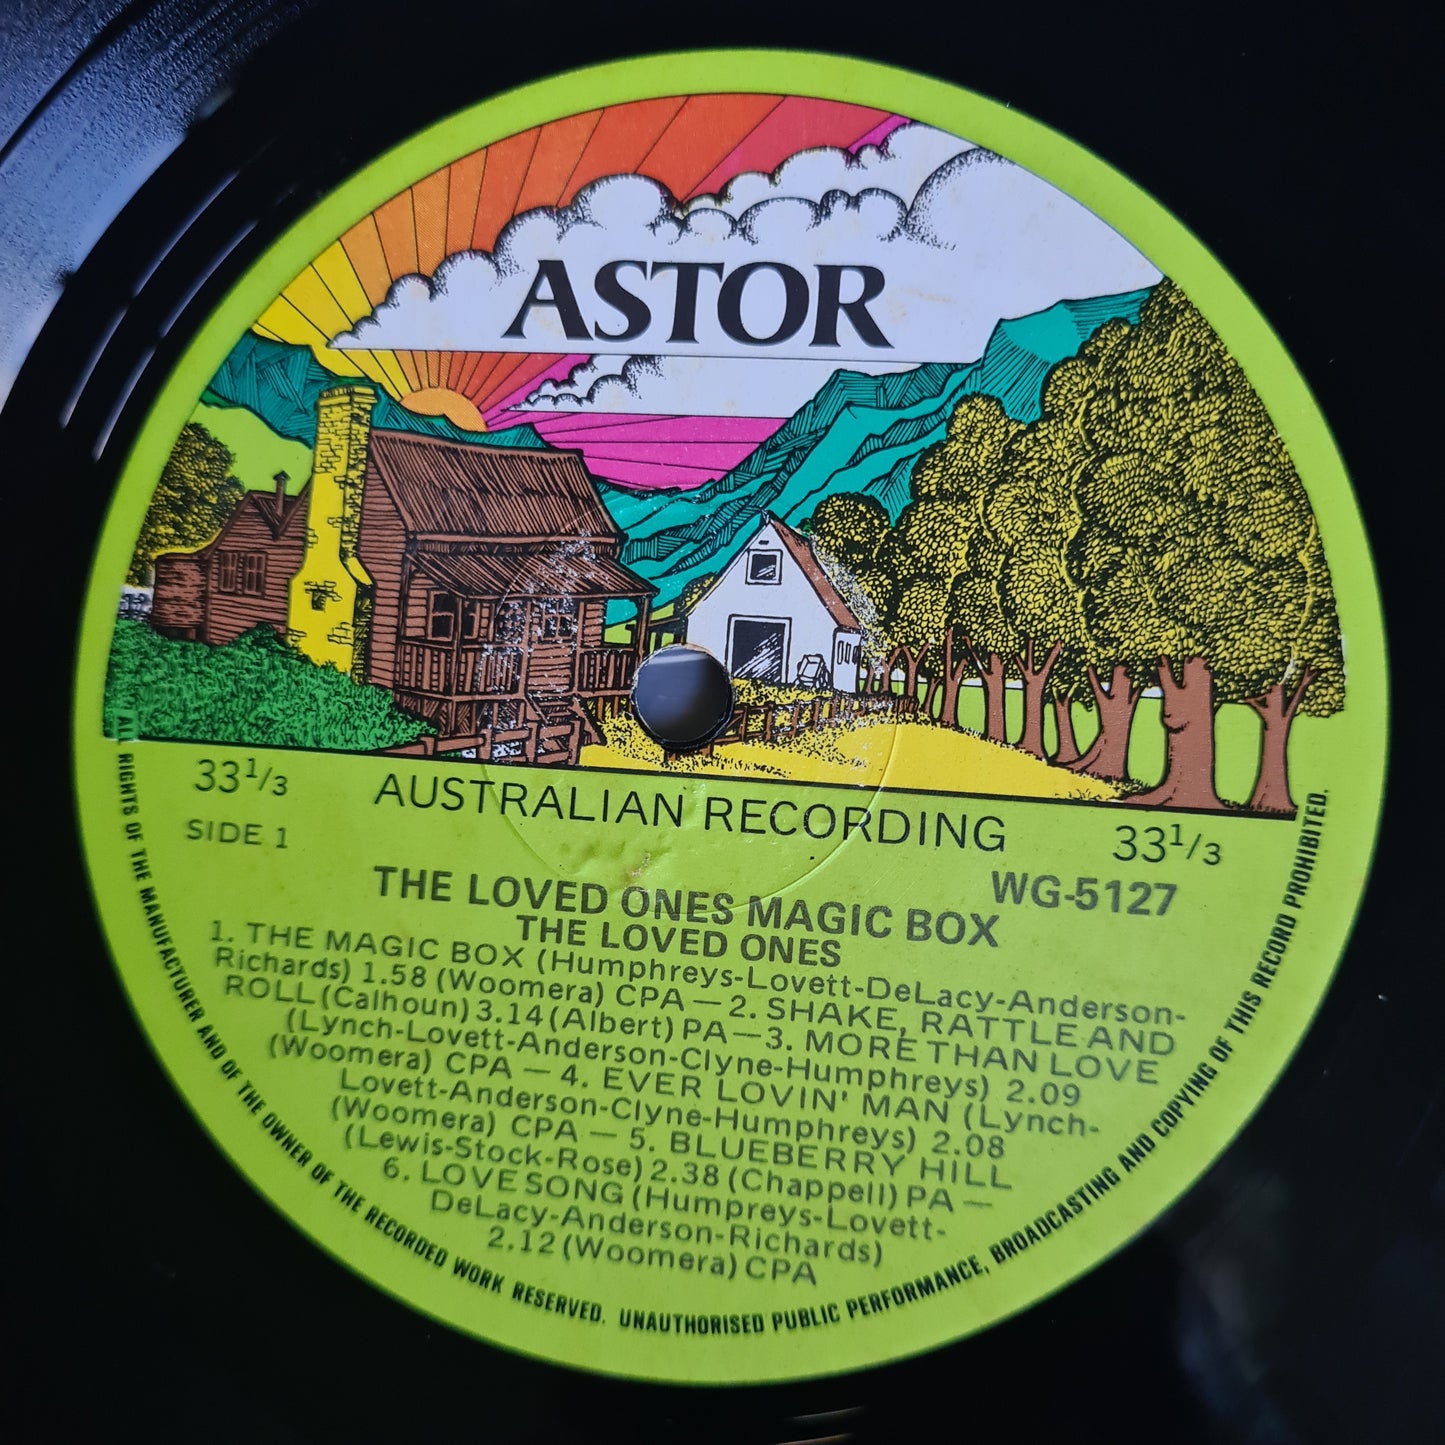 ASTOR
33 1/3
AUSTRALIAN RECORDING
33 1/3
SIDE 1
WG-5127
THE LOVED ONES MAGIC BOX
THE LOVED ONES
1. THE MAGIC BOX (Humphreys-Lovett-DeLacy-Anderson-
Richards) 1.58 (Woomera) CPA — 2. SHAKE, RATTLE AND
ROLL (Calhoun) 3.14 (Albert) PA — 3. MORE THAN LOVE
(Lynch-Lovett-Anderson-Clyne-Humphreys) 2.09
(Woomera) CPA — 4. EVER LOVIN' MAN (Lynch-
Lovett-Anderson-Clyne-Humphreys) 2.08
(Woomera) CPA — 5. BLUEBERRY HILL
(Lewis-Stock-Rose) 2.38 (Chappell) PA —
6. LOVE SONG (Humphreys-Lovett-
DeLacy-Anderson-Richards)
2.12 (Woomera) CPA
ALL RIGHTS OF THE MANUFACTURER AND OF THE OWNER OF THE RECORDED WORK RESERVED. UNAUTHORISED PUBLIC PERFORMANCE, BROADCASTING AND COPYING OF THIS RECORD PROHIBITED.